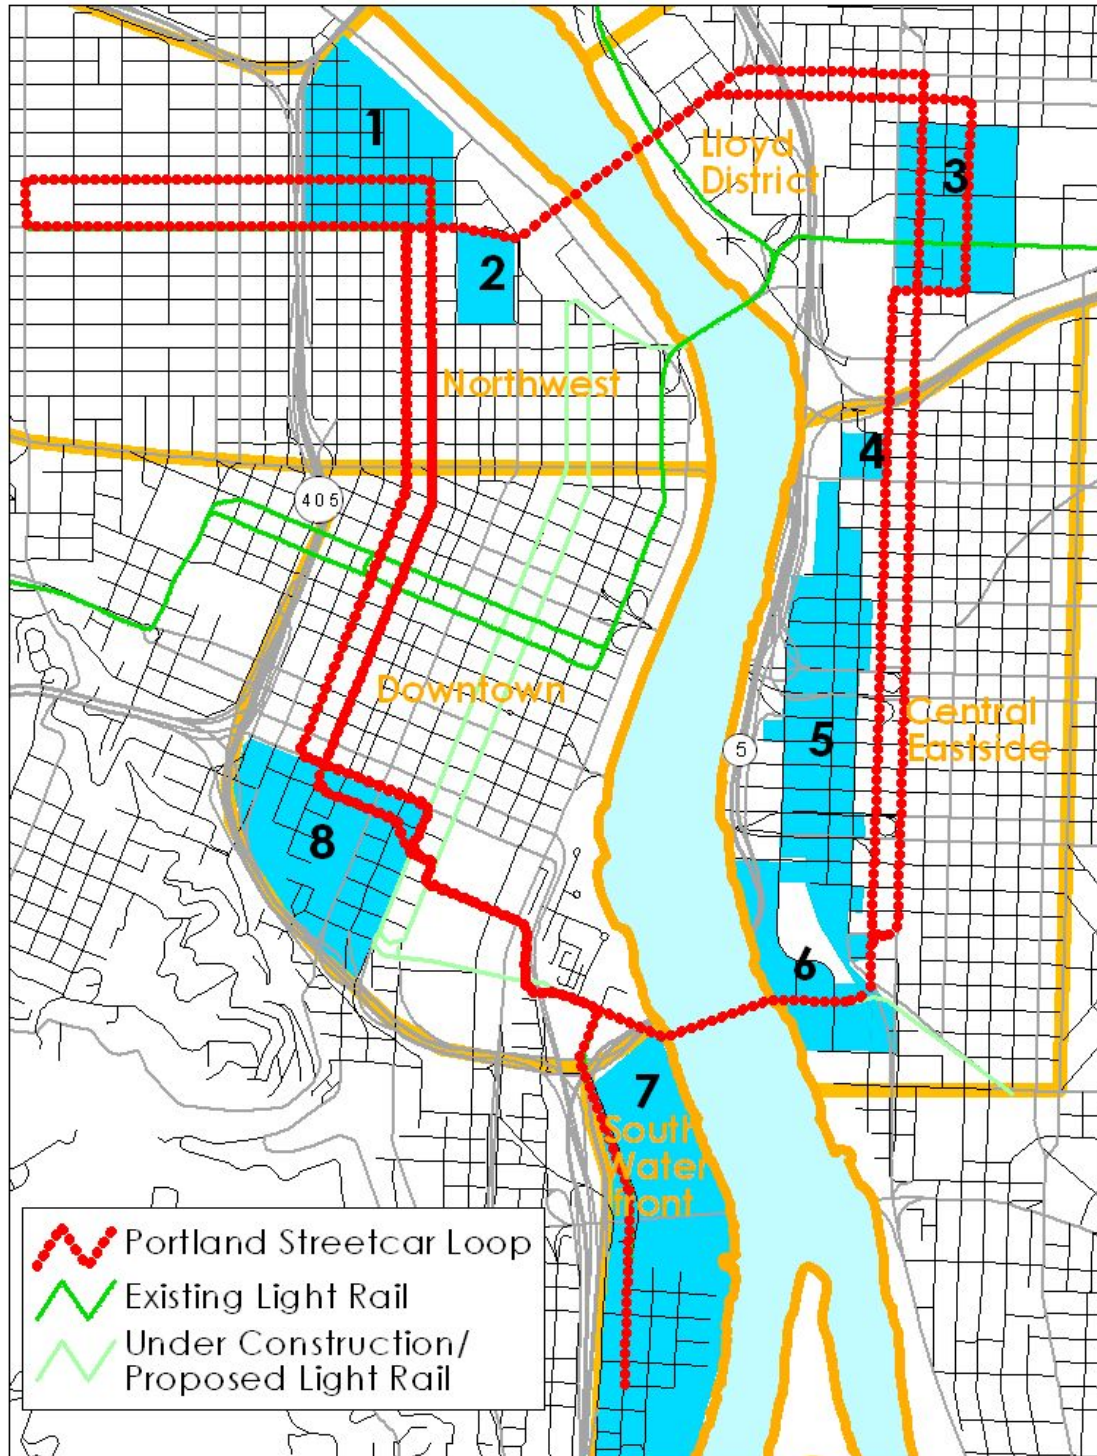 1
Lloyd
District
3
2
Northwest
4
405
Downtown
5
5
Central
Eastside
8
6
7
South
Water
front
Portland Streetcar Loop
Existing Light Rail
Under Construction/
Proposed Light Rail